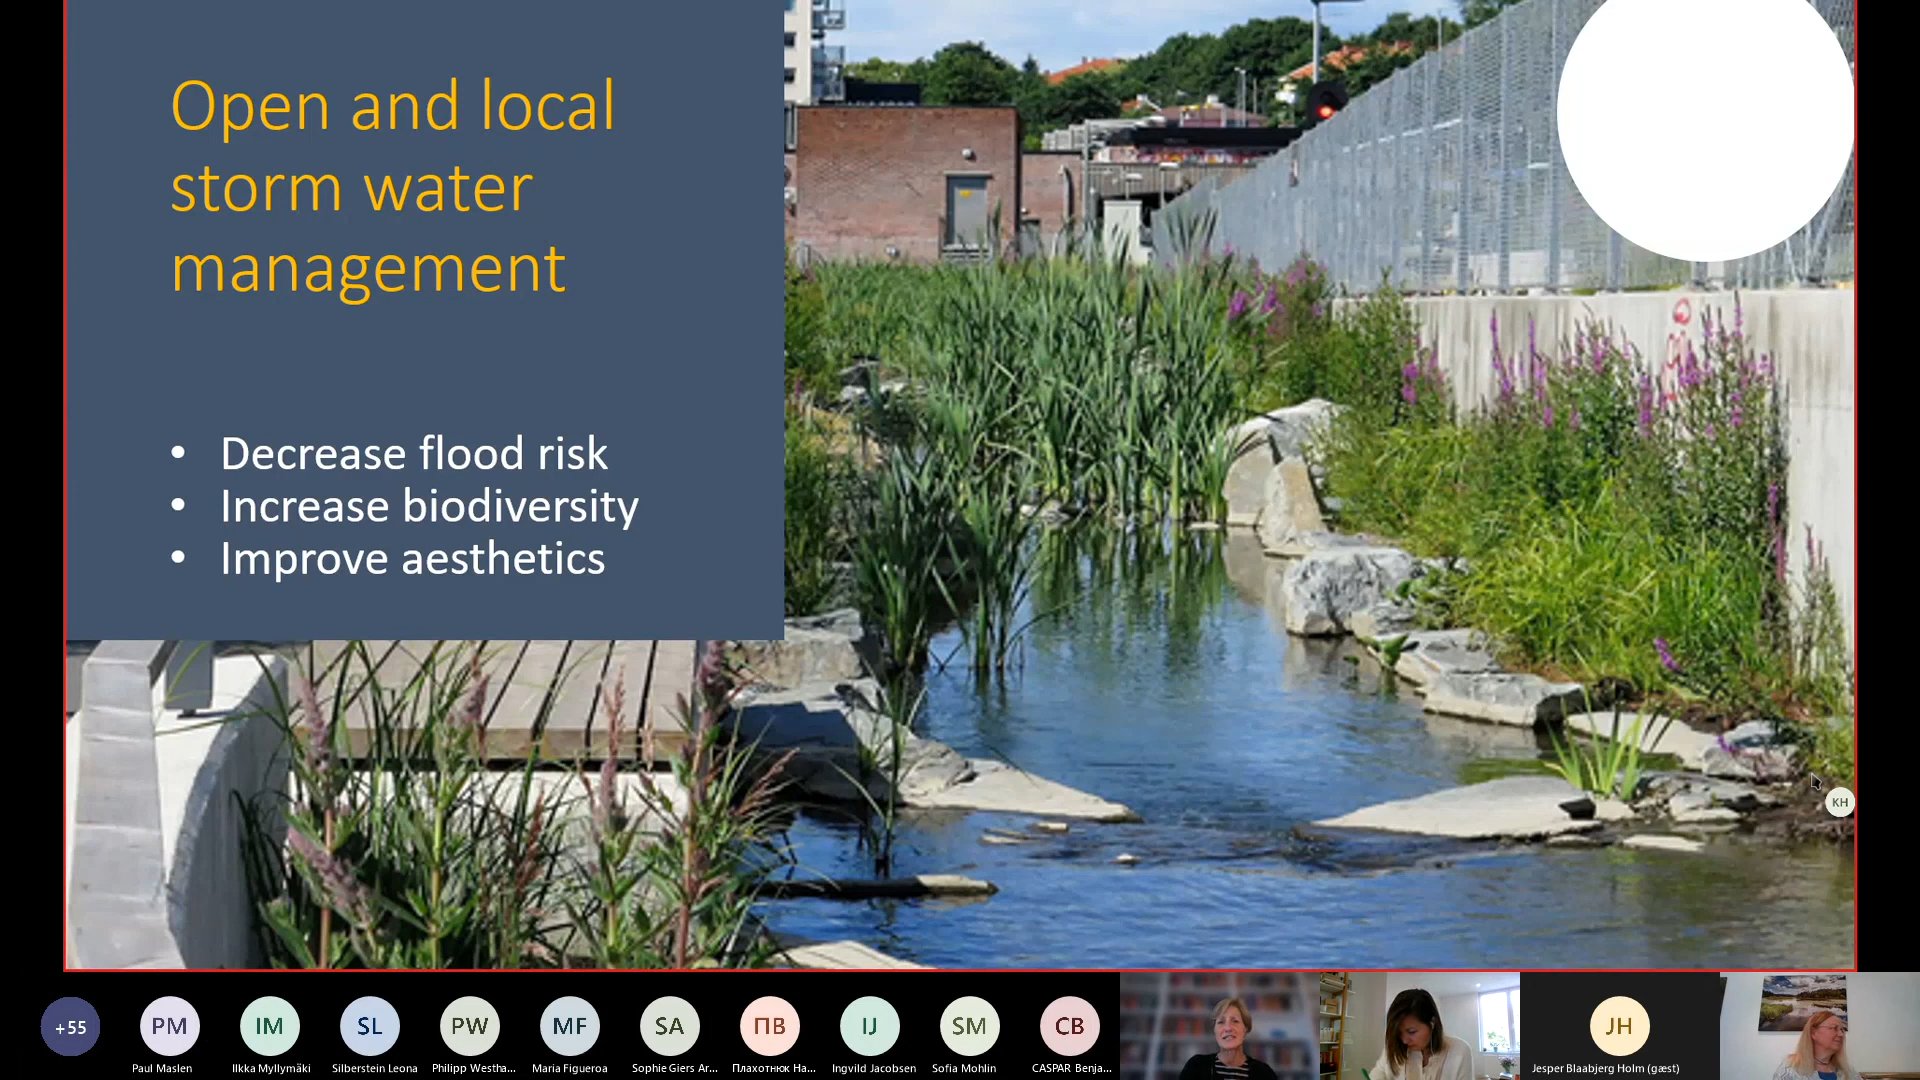 Open and local
storm water
management
• Decrease flood risk
• Increase biodiversity
• Improve aesthetics
KH
+55
PM
IM
SL
PW
MF
SA
ПВ
IJ
SM
CB
JH
Paul Maslen
Ilkka Myllymäki
Silberstein Leona
Philipp Westha...
Maria Figueroa
Sophie Giers Ar...
Плахотнюк На...
Ingvild Jacobsen
Sofia Mohlin
CASPAR Benja...
Jesper Blaabjerg Holm (gæst)